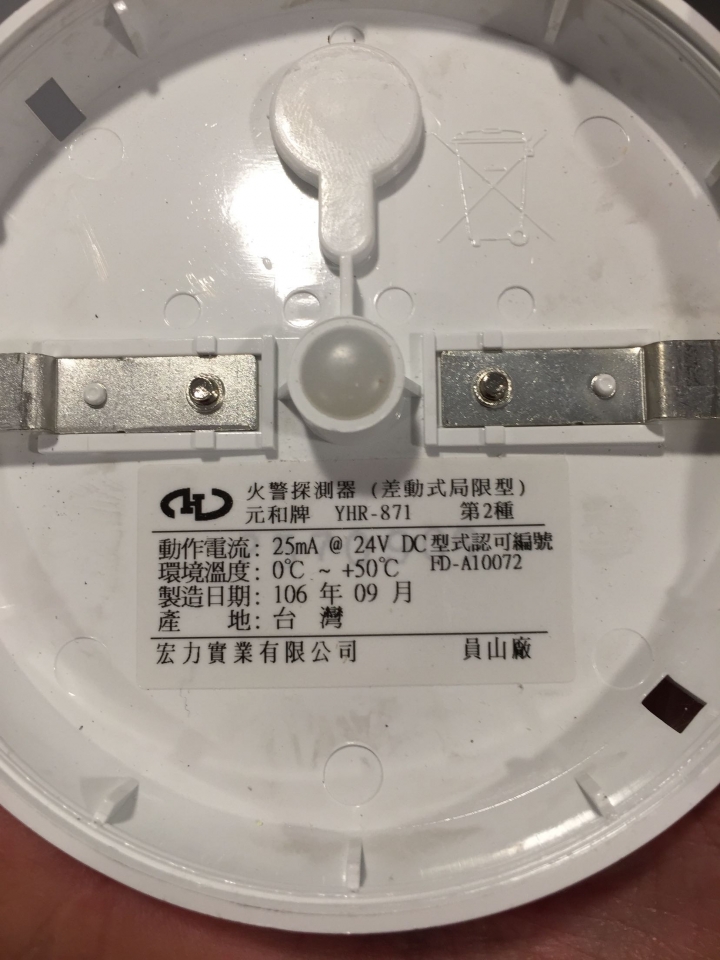 火警探測器 (差動式局限型)
元和牌 YHR-871 第2種
動作電流: 25mA @ 24V DC 型式認可編號
環境溫度: 0℃ ~ +50℃ FD-A10072
製造日期: 106 年 09 月
產 地: 台 灣
宏力實業有限公司 員山廠